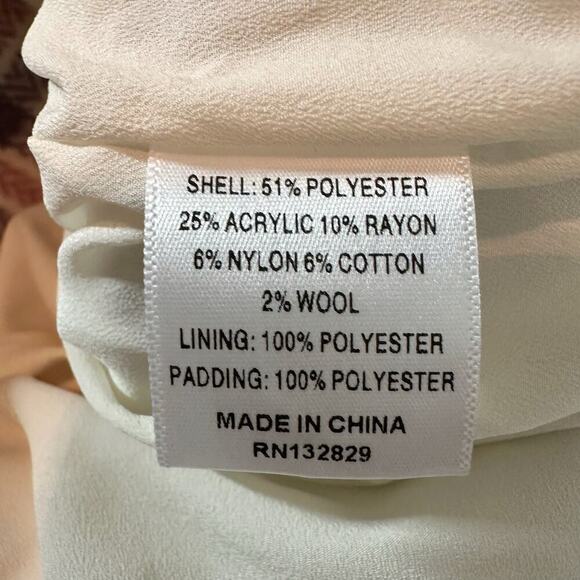 SHELL: 51% POLYESTER
25% ACRYLIC 10% RAYON
6% NYLON 6% COTTON
2% WOOL
LINING: 100% POLYESTER
PADDING: 100% POLYESTER
MADE IN CHINA
RN132829